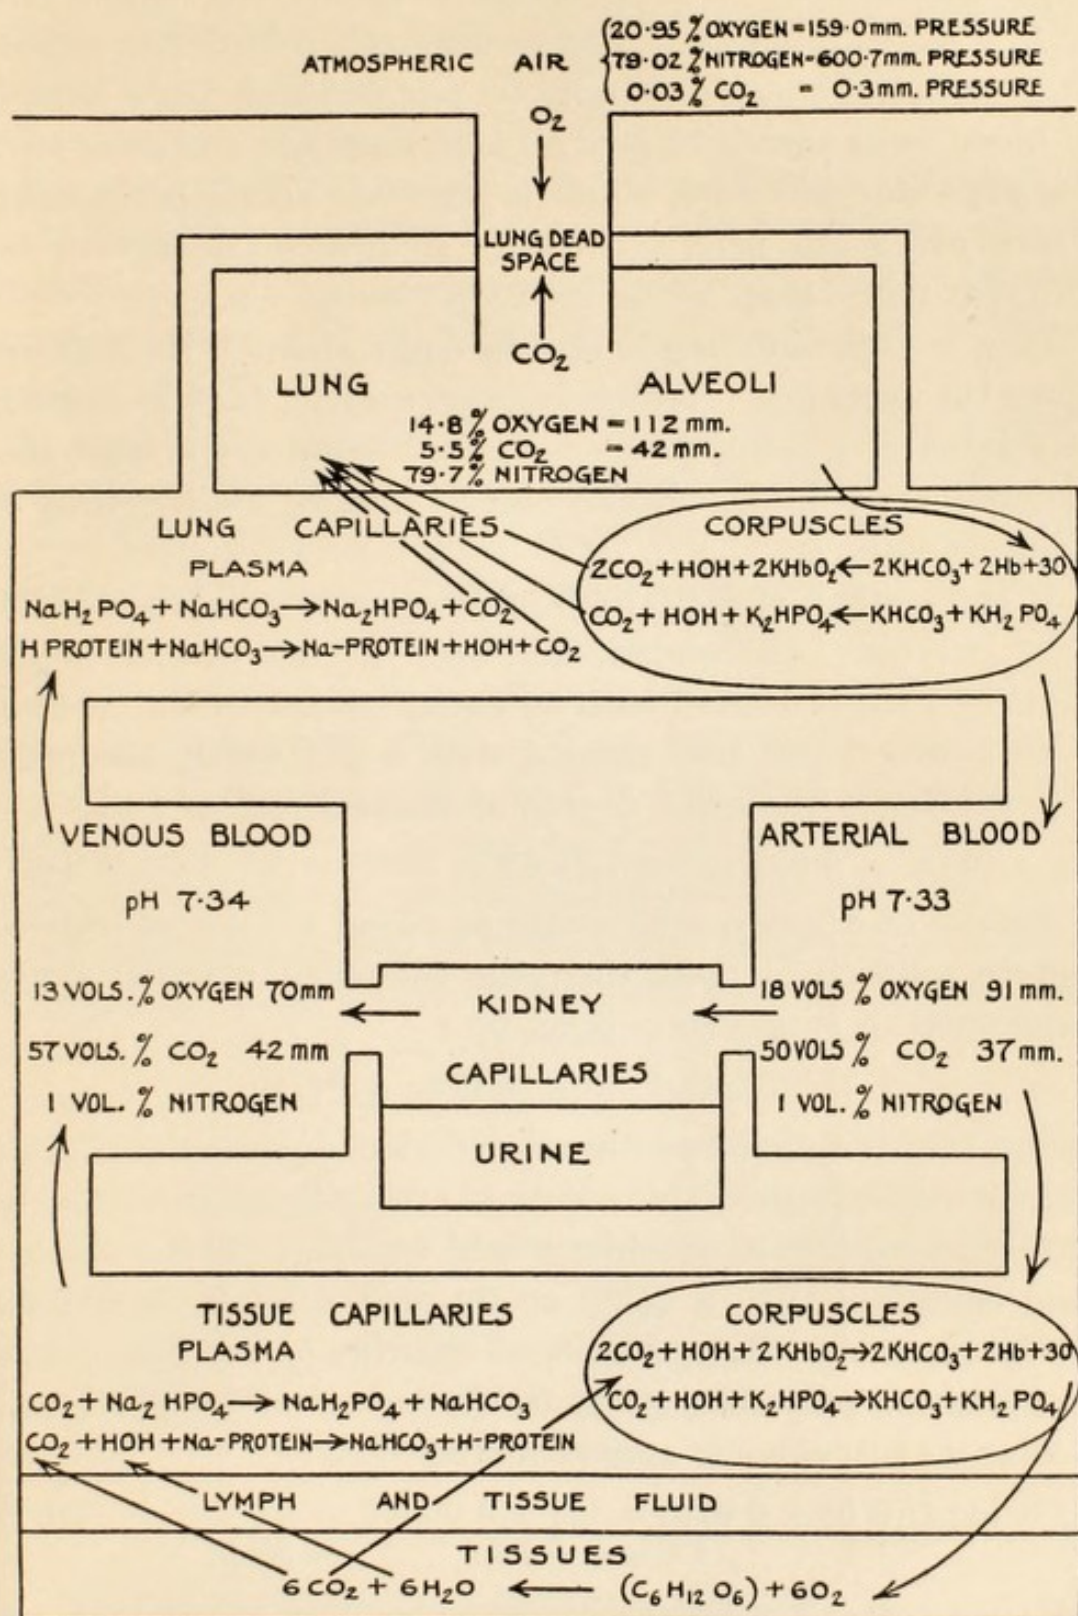 20.95 % OXYGEN = 159.0 mm. PRESSURE
ATMOSPHERIC AIR 79.02 % NITROGEN = 600.7 mm. PRESSURE
0.03 % CO₂ = 0.3 mm. PRESSURE
O₂
LUNG DEAD
SPACE
CO₂
LUNG ALVEOLI
14.8 % OXYGEN = 112 mm.
5.5 % CO₂ = 42 mm.
79.7 % NITROGEN
LUNG CAPILLARIES
PLASMA
NaH₂PO₄ + NaHCO₃ → Na₂HPO₄ + CO₂
H PROTEIN + NaHCO₃ → Na-PROTEIN + HOH + CO₂
CORPUSCLES
2CO₂ + HOH + 2KHbO₂ ← 2KHCO₃ + 2Hb + 3O
CO₂ + HOH + K₂HPO₄ ← KHCO₃ + KH₂PO₄
VENOUS BLOOD
pH 7.34
13 VOLS. % OXYGEN 70mm
57 VOLS. % CO₂ 42 mm
1 VOL. % NITROGEN
KIDNEY
CAPILLARIES
URINE
ARTERIAL BLOOD
pH 7.33
18 VOLS % OXYGEN 91 mm.
50 VOLS % CO₂ 37 mm.
1 VOL. % NITROGEN
TISSUE CAPILLARIES
PLASMA
CO₂ + Na₂HPO₄ → NaH₂PO₄ + NaHCO₃
CO₂ + HOH + Na-PROTEIN → NaHCO₃ + H-PROTEIN
CORPUSCLES
2CO₂ + HOH + 2KHbO₂ → 2KHCO₃ + 2Hb + 3O
CO₂ + HOH + K₂HPO₄ → KHCO₃ + KH₂PO₄
LYMPH AND TISSUE FLUID
TISSUES
6CO₂ + 6H₂O ← (C₆H₁₂O₆) + 6O₂